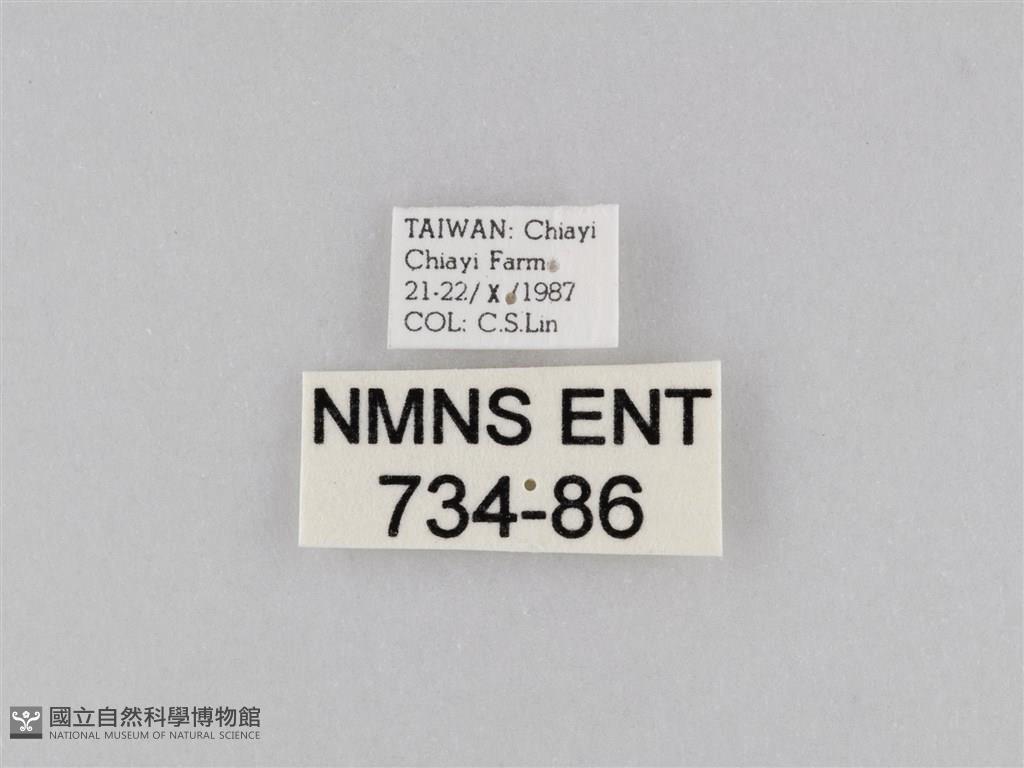 TAIWAN: Chiayi
Chiayi Farm
21-22/X/1987
COL: C.S.Lin
NMNS ENT
734-86
國立自然科學博物館
NATIONAL MUSEUM OF NATURAL SCIENCE